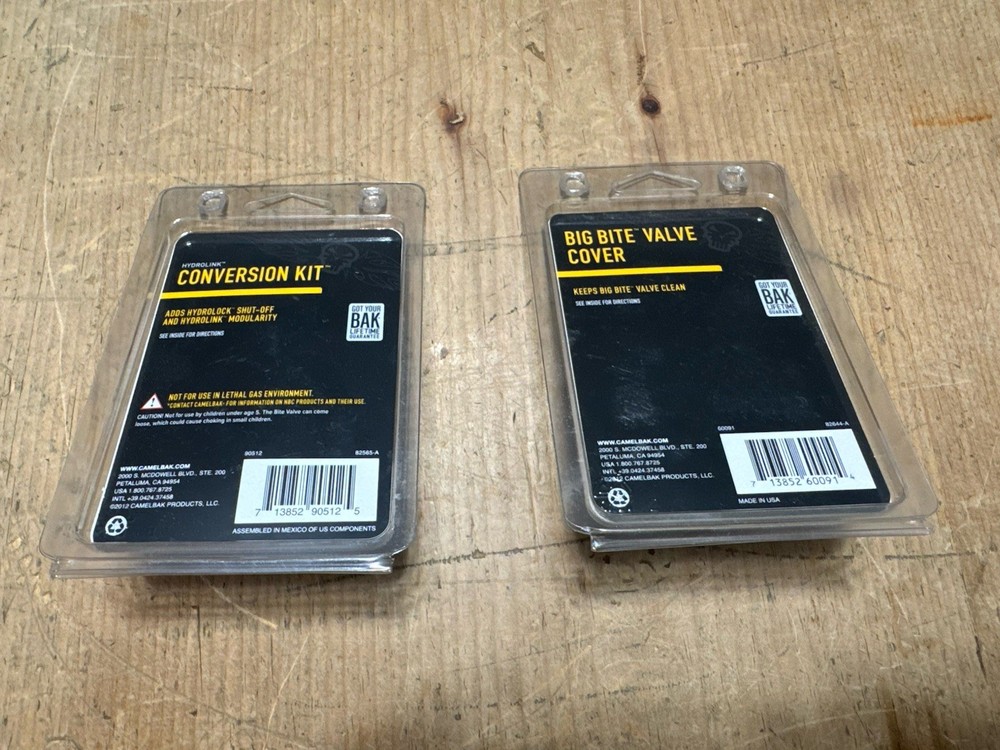 HYDROLINK™
CONVERSION KIT™
ADDS HYDROLOCK™ SHUT-OFF
AND HYDROLINK™ MODULARITY
SEE INSIDE FOR DIRECTIONS
GOT YOUR
BAK
LIFETIME
GUARANTEE
NOT FOR USE IN LETHAL GAS ENVIRONMENT.
*CONTACT CAMELBAK® FOR INFORMATION ON NBC PRODUCTS AND THEIR USE.
CAUTION! Not for use by children under age 5. The Bite Valve can come
loose, which could cause choking in small children.
90512 82565-A
WWW.CAMELBAK.COM
2000 S. MCDOWELL BLVD., STE. 200
PETALUMA, CA 94954
USA 1.800.767.8725
INTL +39.0424.37458
©2012 CAMELBAK PRODUCTS, LLC.
7 13852 90512 5
ASSEMBLED IN MEXICO OF US COMPONENTS
BIG BITE™ VALVE
COVER
KEEPS BIG BITE™ VALVE CLEAN
SEE INSIDE FOR DIRECTIONS
GOT YOUR
BAK
LIFETIME
GUARANTEE
60091 82644-A
WWW.CAMELBAK.COM
2000 S. MCDOWELL BLVD., STE. 200
PETALUMA, CA 94954
USA 1.800.767.8725
INTL +39.0424.37458
©2012 CAMELBAK PRODUCTS, LLC.
7 13852 60091 4
MADE IN USA